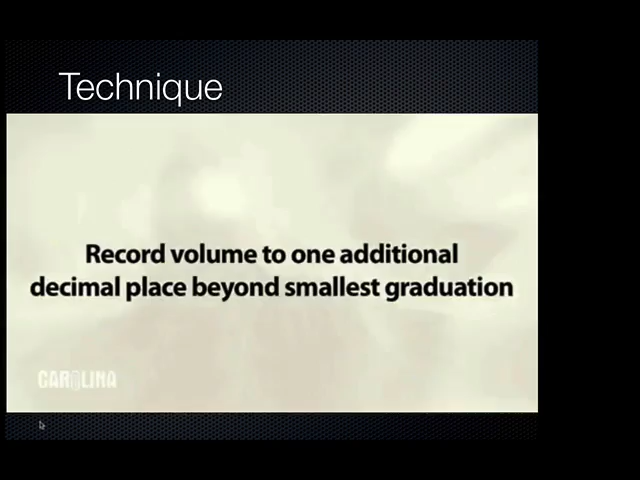 Technique
Record volume to one additional
decimal place beyond smallest graduation
CAROLINA